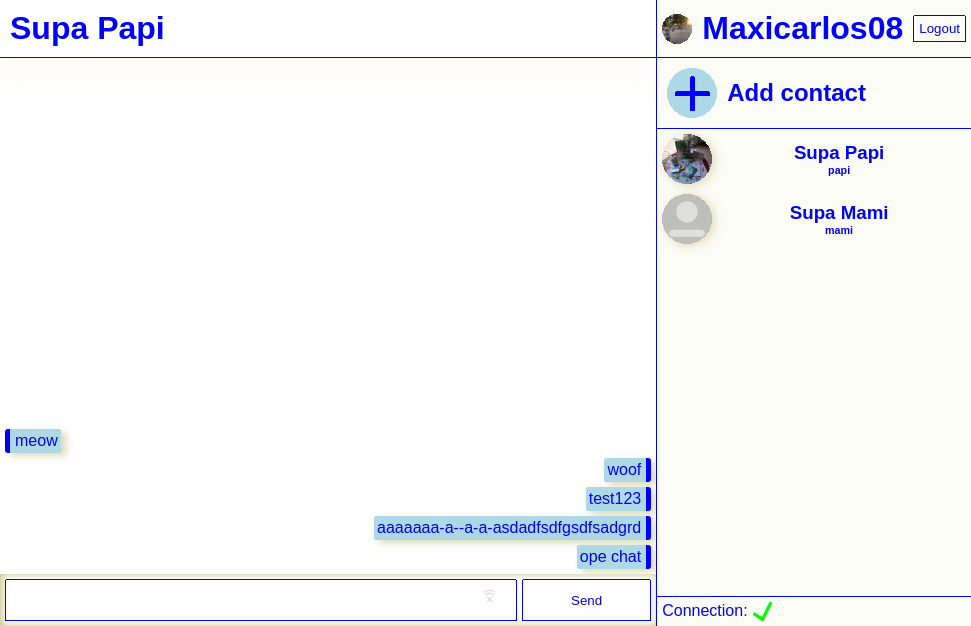 Supa Papi
Maxicarlos08
Logout
Add contact
Supa Papi
papi
Supa Mami
mami
meow
woof
test123
aaaaaaa-a--a-a-asdadfsdfgsdfsadgrd
ope chat
Send
Connection: